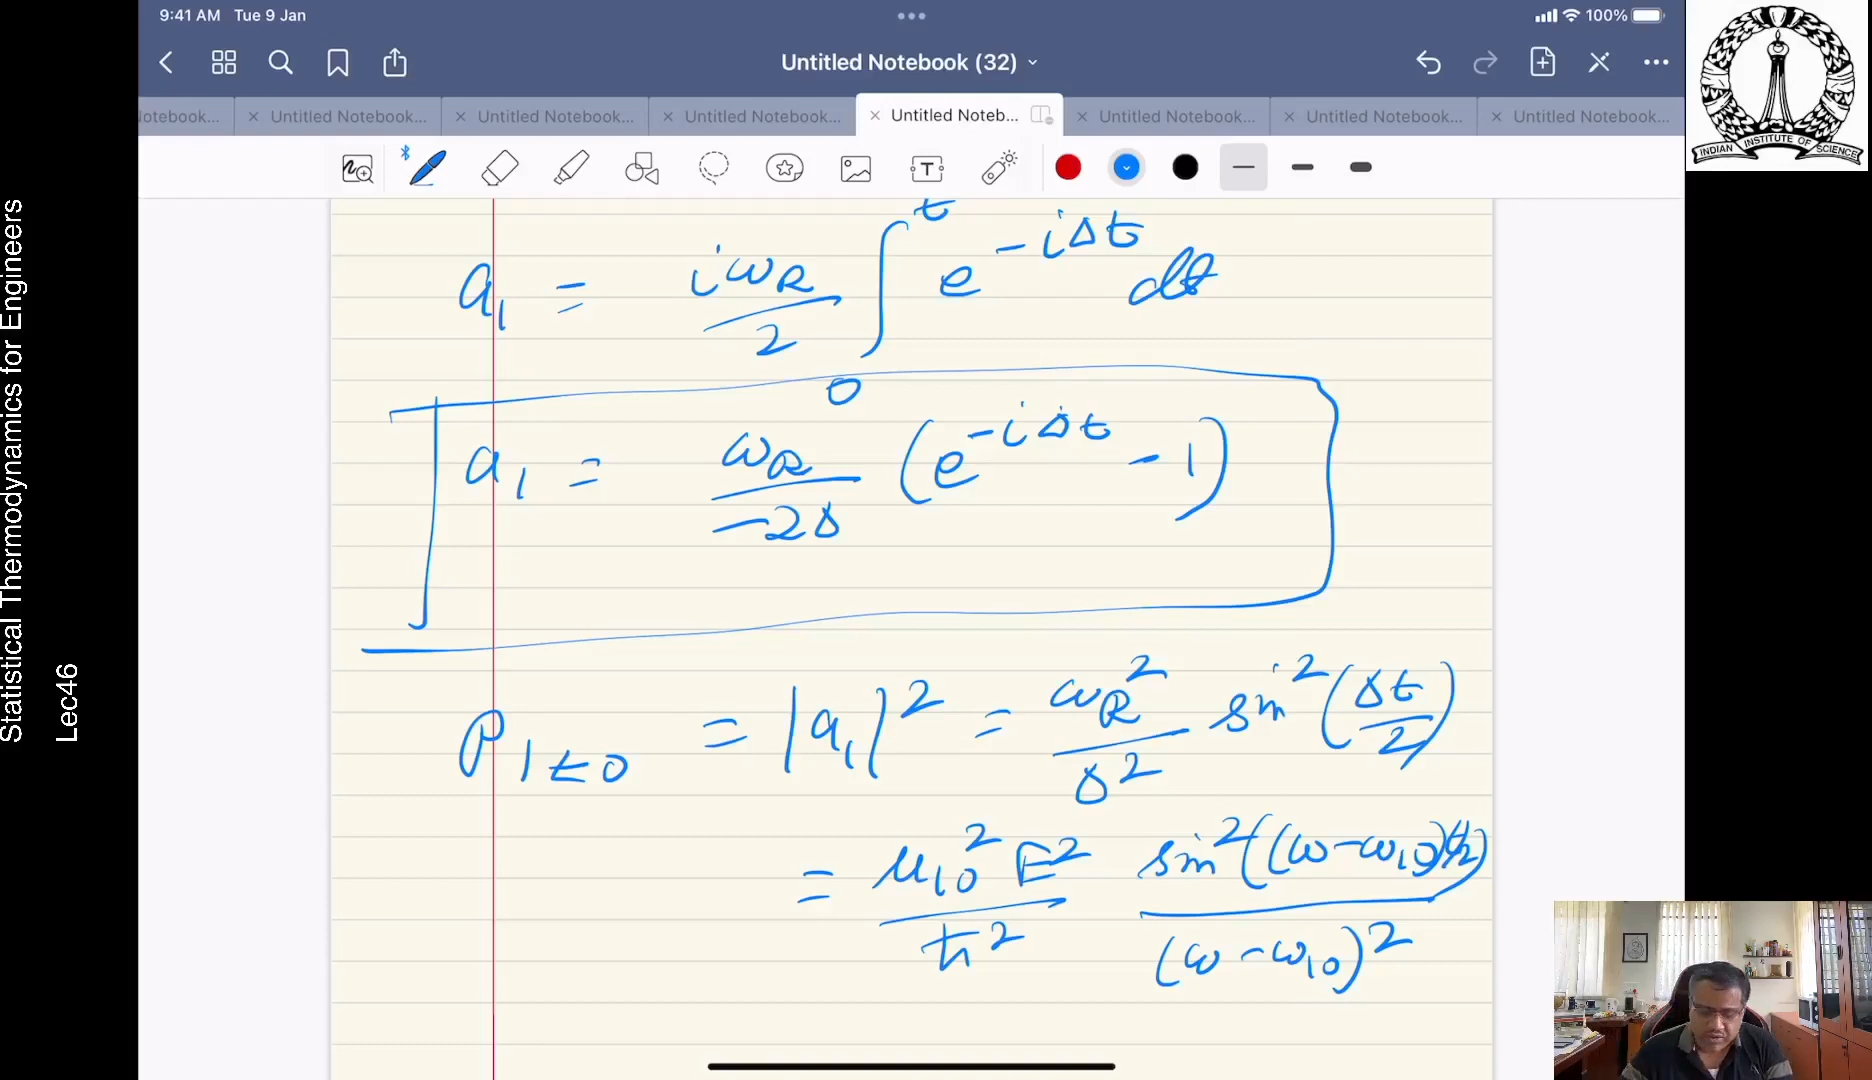 9:41 AM Tue 9 Jan
100%
Untitled Notebook (32)
otebook... × Untitled Notebook... × Untitled Notebook... × Untitled Notebook... × Untitled Noteb... × Untitled Notebook... × Untitled Notebook... × Untitled Notebook...
T
INDIAN INSTITUTE OF SCIENCE
Statistical Thermodynamics for Engineers
Lec46
a₁ = iω_R/2 ∫₀^t e^(-iΔt) dt
a₁ = ω_R/-2Δ (e^(-iΔt) - 1)
P₁←₀ = |a₁|² = ω_R²/Δ² sin²(Δt/2)
= μ₁₀² E²/ħ² sin²((ω-ω₁₀)t/2)/(ω-ω₁₀)²